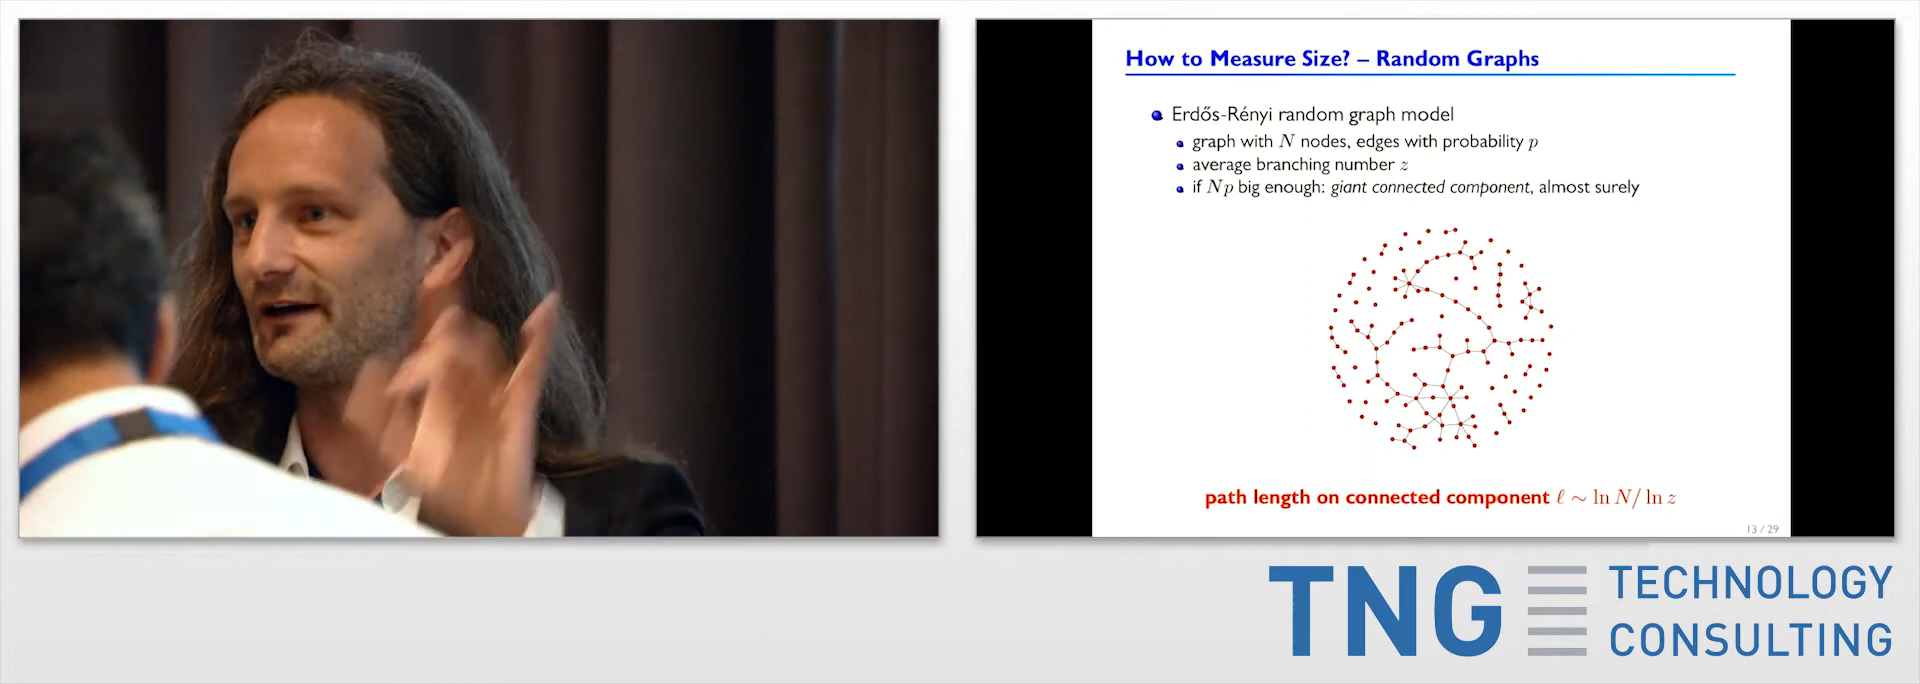 How to Measure Size? – Random Graphs
Erdős-Rényi random graph model
graph with N nodes, edges with probability p
average branching number z
if Np big enough: giant connected component, almost surely
path length on connected component ℓ ∼ ln N/ ln z
13 / 29
TNG TECHNOLOGY
CONSULTING